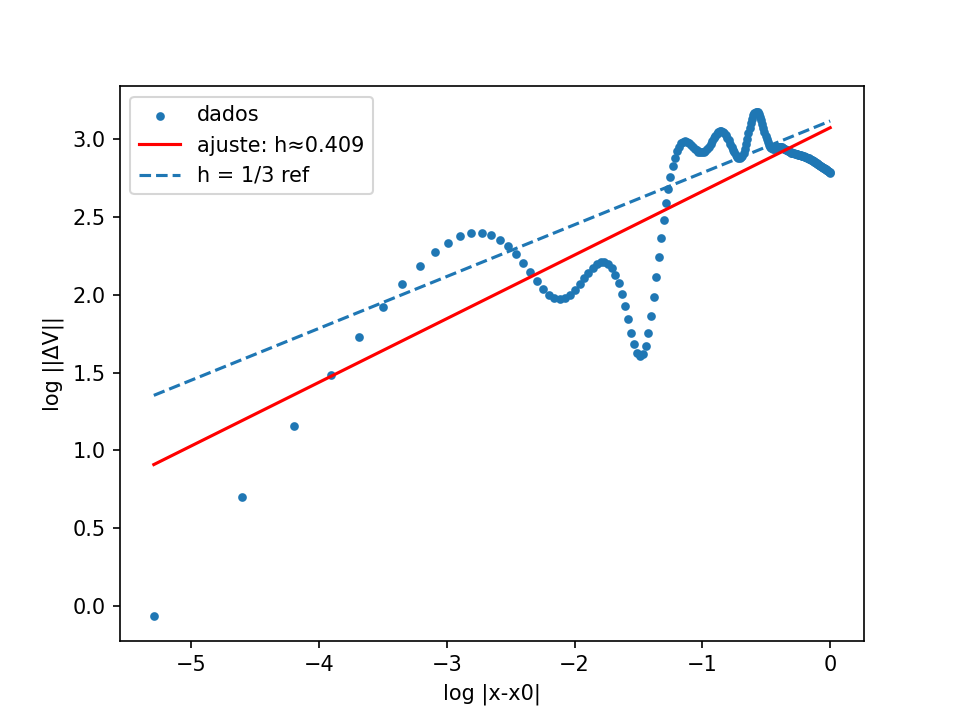 dados
ajuste: h≈0.409
h = 1/3 ref
log ||ΔV||
3.0
2.5
2.0
1.5
1.0
0.5
0.0
−5
−4
−3
−2
−1
0
log |x-x0|